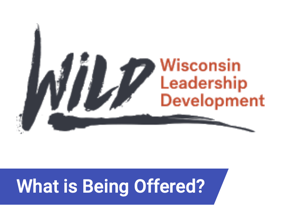 WiLD
Wisconsin
Leadership
Development
What is Being Offered?